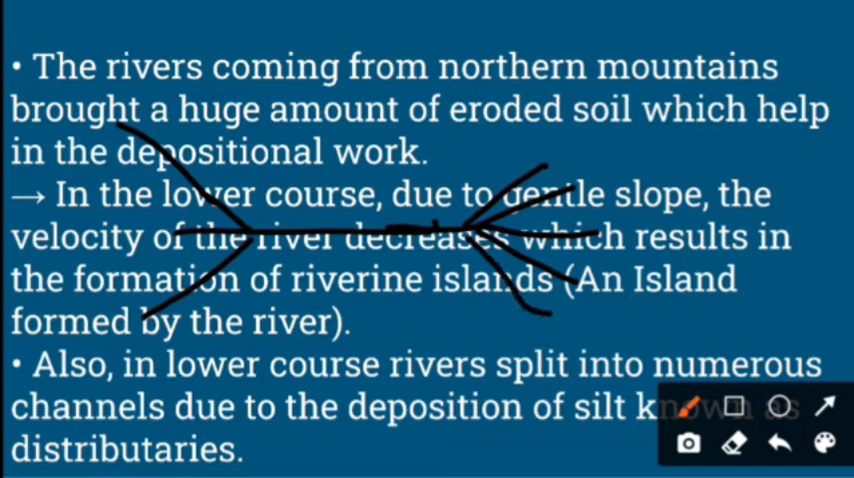 • The rivers coming from northern mountains
brought a huge amount of eroded soil which help
in the depositional work.
→ In the lower course, due to gentle slope, the
velocity of the river decreases which results in
the formation of riverine islands (An Island
formed by the river).
• Also, in lower course rivers split into numerous
channels due to the deposition of silt known as
distributaries.